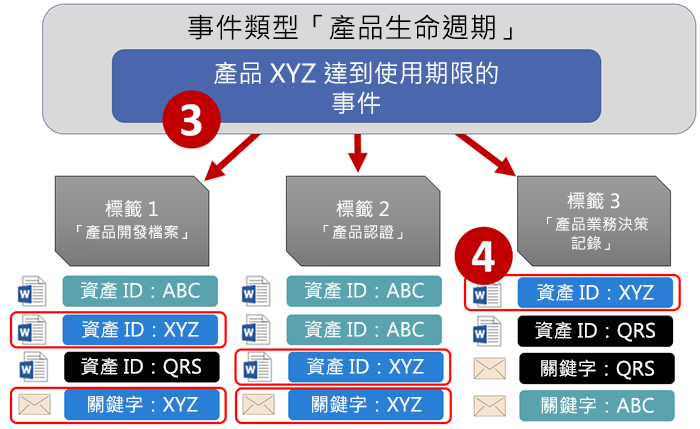 事件類型「產品生命週期」
產品 XYZ 達到使用期限的
事件
3
標籤 1
「產品開發檔案」
資產 ID：ABC
資產 ID：XYZ
資產 ID：QRS
關鍵字：XYZ
標籤 2
「產品認證」
資產 ID：ABC
資產 ID：ABC
資產 ID：XYZ
關鍵字：XYZ
標籤 3
「產品業務決策
記錄」
4
資產 ID：XYZ
資產 ID：QRS
關鍵字：QRS
關鍵字：ABC